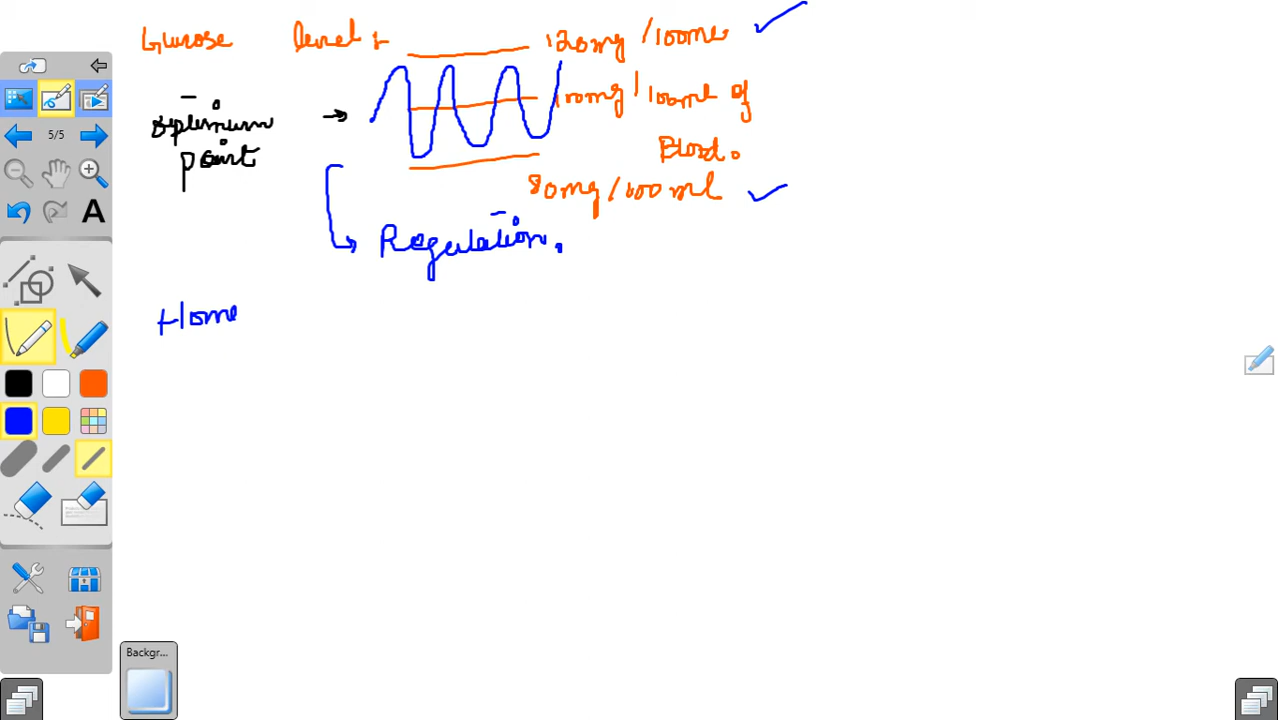 Glucose level :- 120mg /100ml
100mg / 100ml of
Optimum →
point
Blood.
80mg/100ml
Regulation.
Home
5/5
A
Backgr...